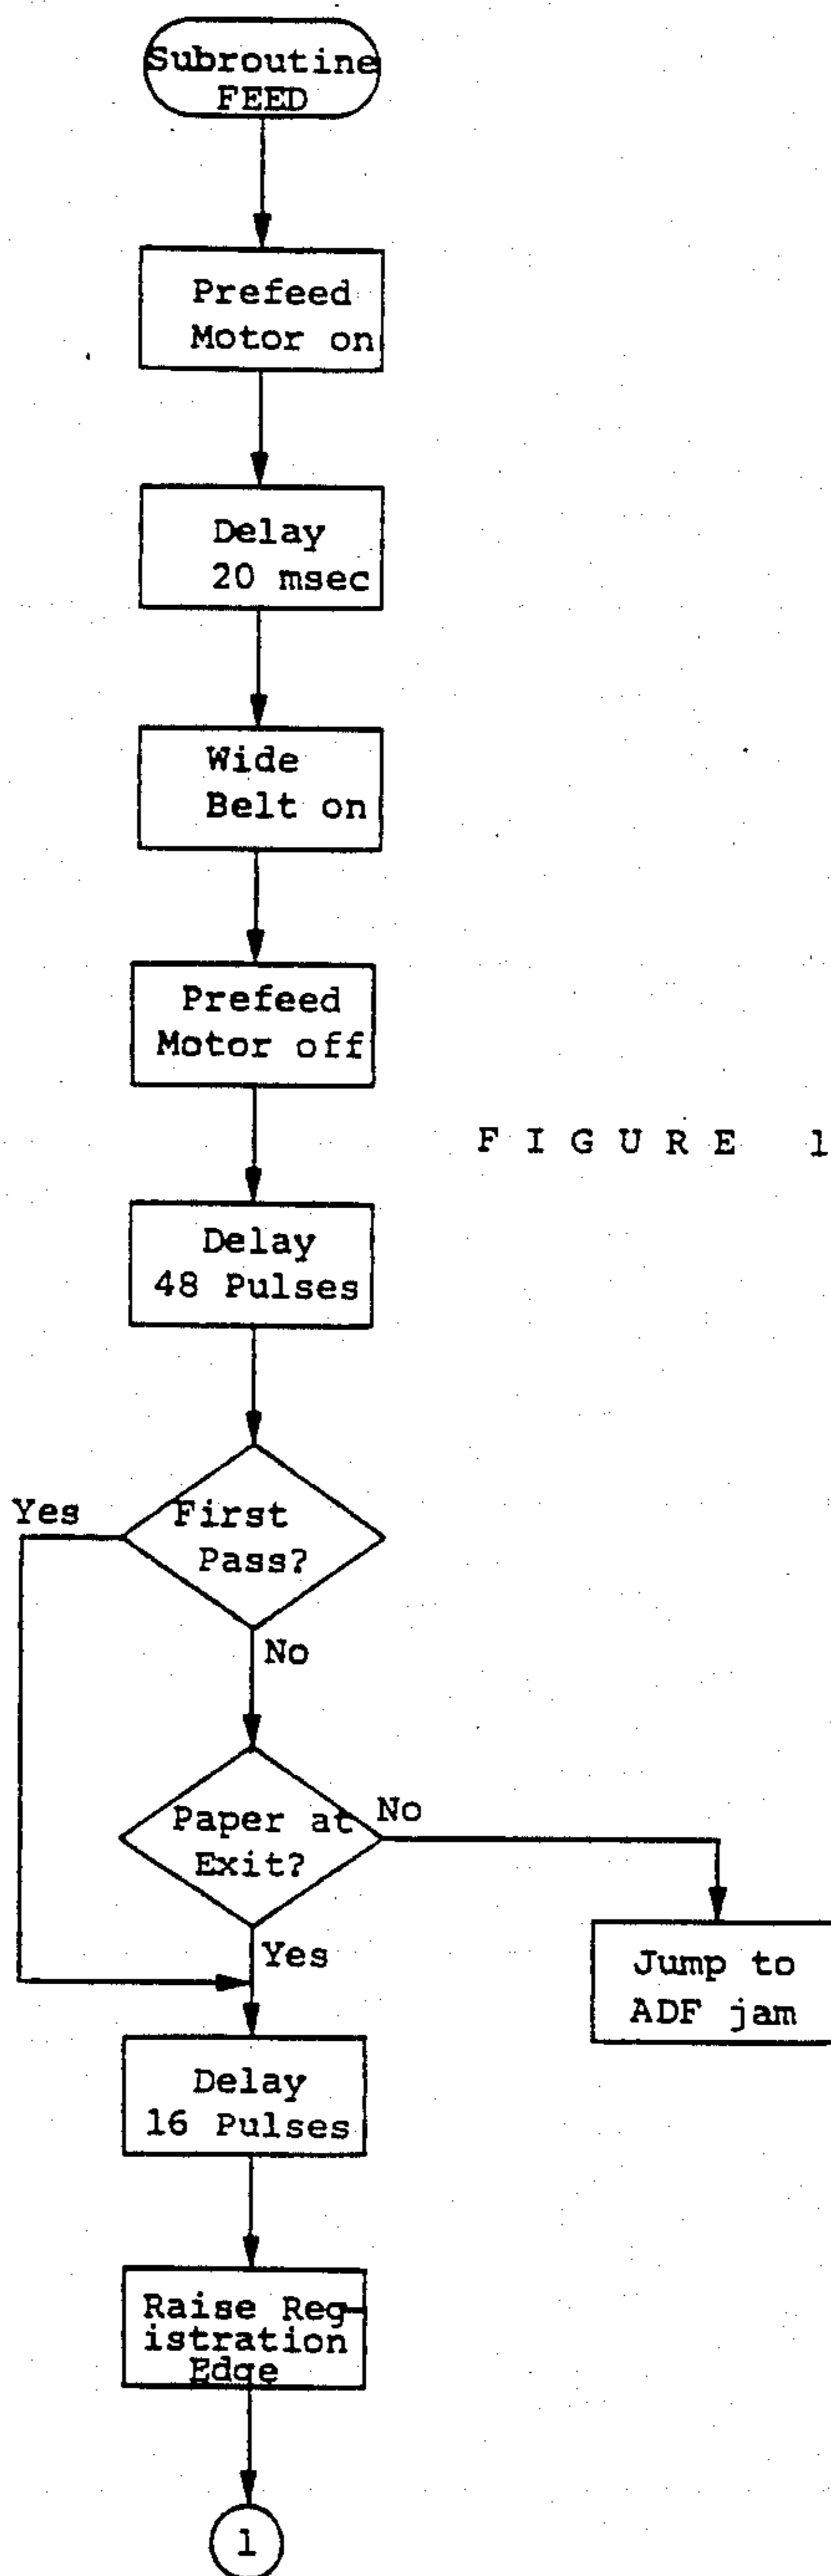 Subroutine
FEED
Prefeed
Motor on
Delay
20 msec
Wide
Belt on
Prefeed
Motor off
FIGURE 1
Delay
48 Pulses
Yes
First
Pass?
No
Paper at
Exit?
No
Yes
Jump to
ADF jam
Delay
16 Pulses
Raise Reg-
istration
Edge
1